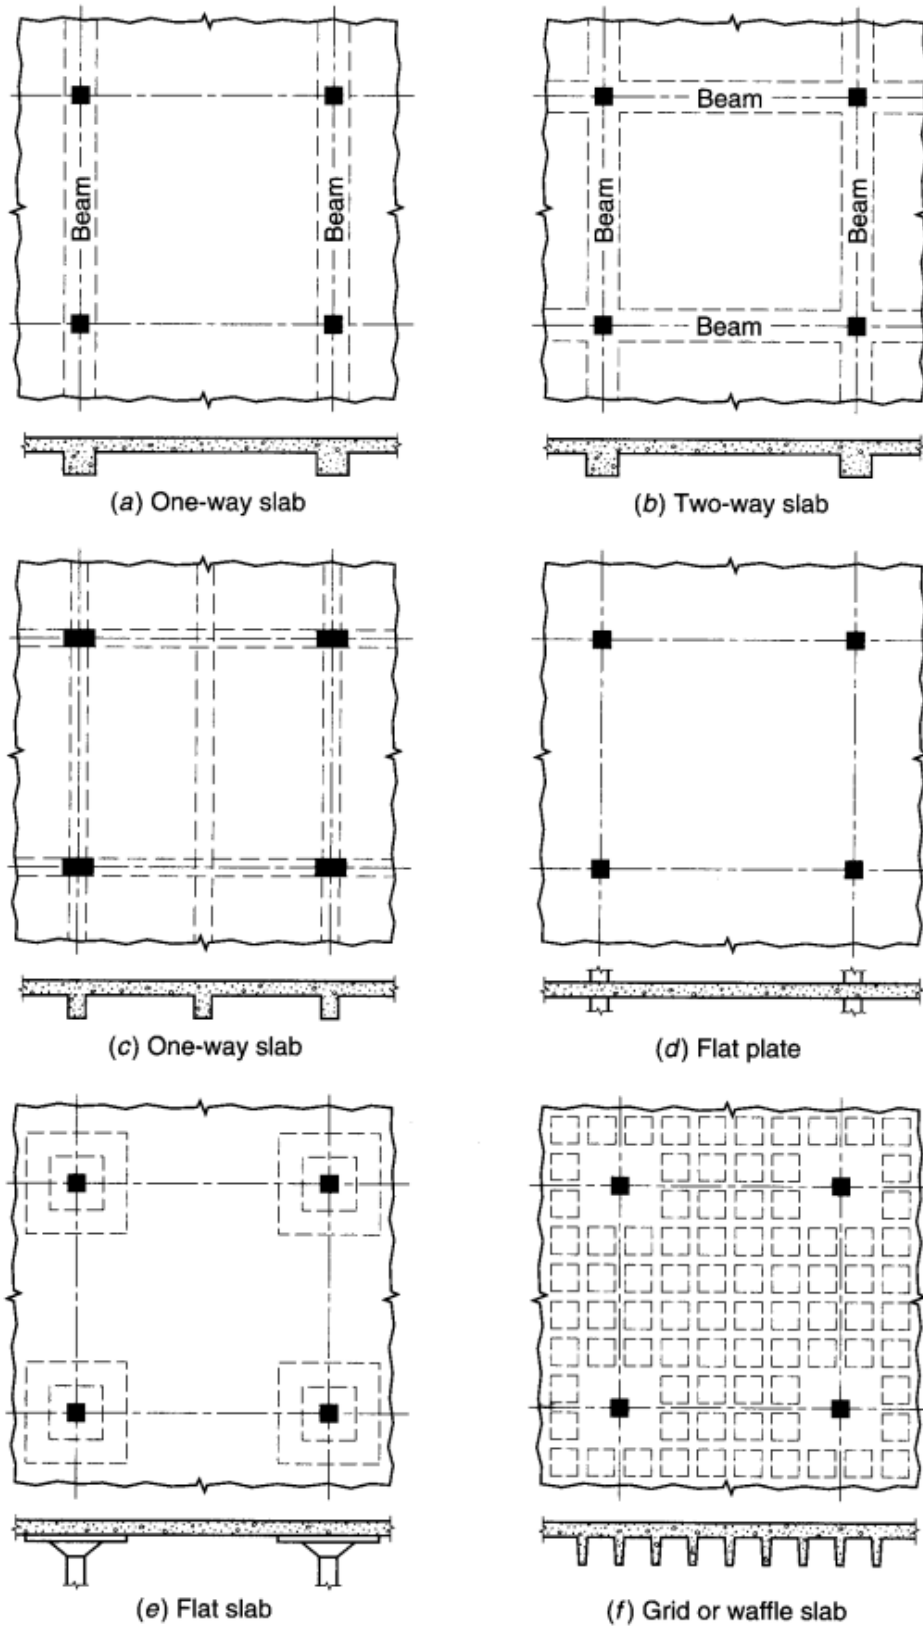 Beam
Beam
(a) One-way slab
Beam
Beam
Beam
Beam
(b) Two-way slab
(c) One-way slab
(d) Flat plate
(e) Flat slab
(f) Grid or waffle slab